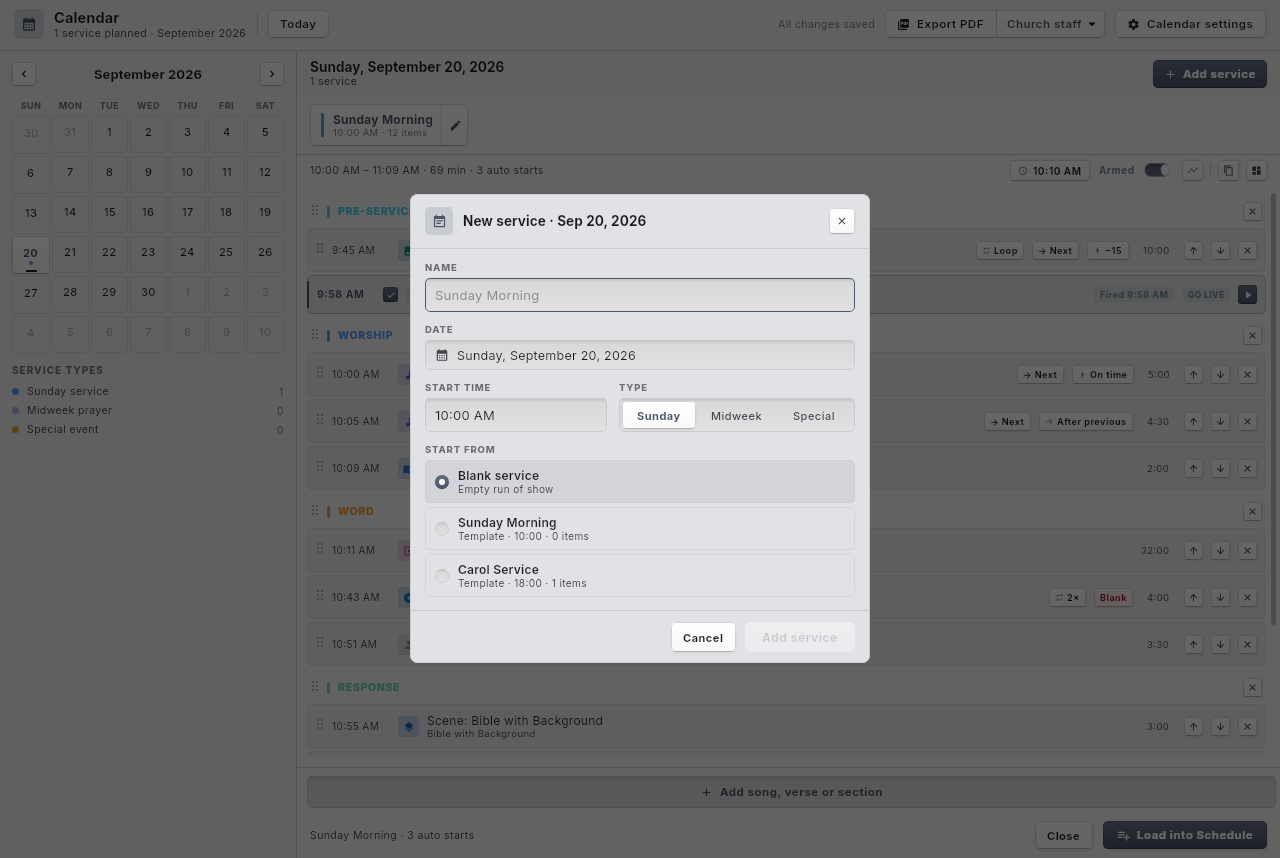 Calendar
1 service planned · September 2026
Today
All changes saved
Export PDF
Church staff
Calendar settings
September 2026
SUN MON TUE WED THU FRI SAT
30 31 1 2 3 4 5
6 7 8 9 10 11 12
13 14 15 16 17 18 19
20 21 22 23 24 25 26
27 28 29 30 1 2 3
4 5 6 7 8 9 10
SERVICE TYPES
Sunday service 1
Midweek prayer 0
Special event 0
Sunday, September 20, 2026
1 service
+ Add service
Sunday Morning
10:00 AM · 12 items
10:00 AM – 11:09 AM · 69 min · 3 auto starts
10:10 AM
Armed
9:45 AM Loop → Next −15 10:00
9:58 AM Fired 9:58 AM GO LIVE
WORSHIP
10:00 AM → Next On time 5:00
10:05 AM → Next After previous 4:30
10:09 AM 2:00
WORD
10:11 AM 32:00
10:43 AM 2× Blank 4:00
10:51 AM 3:30
RESPONSE
10:55 AM Scene: Bible with Background 3:00
Bible with Background
+ Add song, verse or section
Sunday Morning · 3 auto starts
Close
Load into Schedule
New service · Sep 20, 2026
NAME
Sunday Morning
DATE
Sunday, September 20, 2026
START TIME
10:00 AM
TYPE
Sunday Midweek Special
START FROM
Blank service
Empty run of show
Sunday Morning
Template · 10:00 · 0 items
Carol Service
Template · 18:00 · 1 items
Cancel
Add service